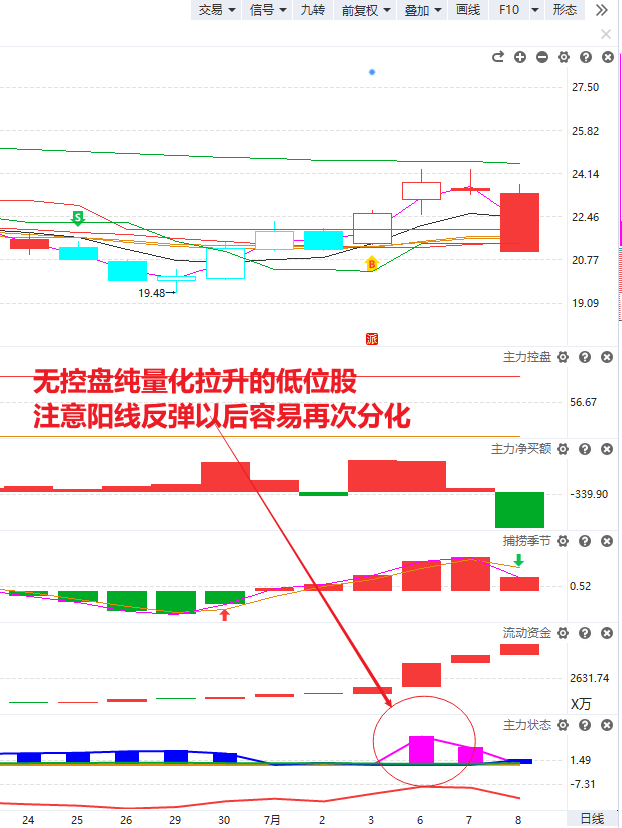 交易 信号 九转 前复权 叠加 画线 F10 形态
27.50
25.82
24.14
S
22.46
B
20.77
19.48
19.09
派
主力控盘
无控盘纯量化拉升的低位股
56.67
注意阳线反弹以后容易再次分化
主力净买额
-339.90
捕捞季节
0.52
流动资金
2631.74
X万
主力状态
1.49
-7.31
24 25 26 29 30 7月 2 3 6 7 8 日线